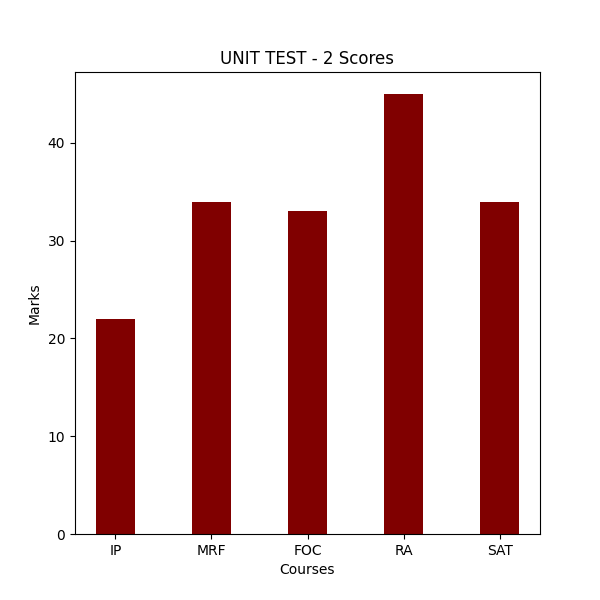 UNIT TEST - 2 Scores
40
30
20
10
0
Marks
IP MRF FOC RA SAT
Courses